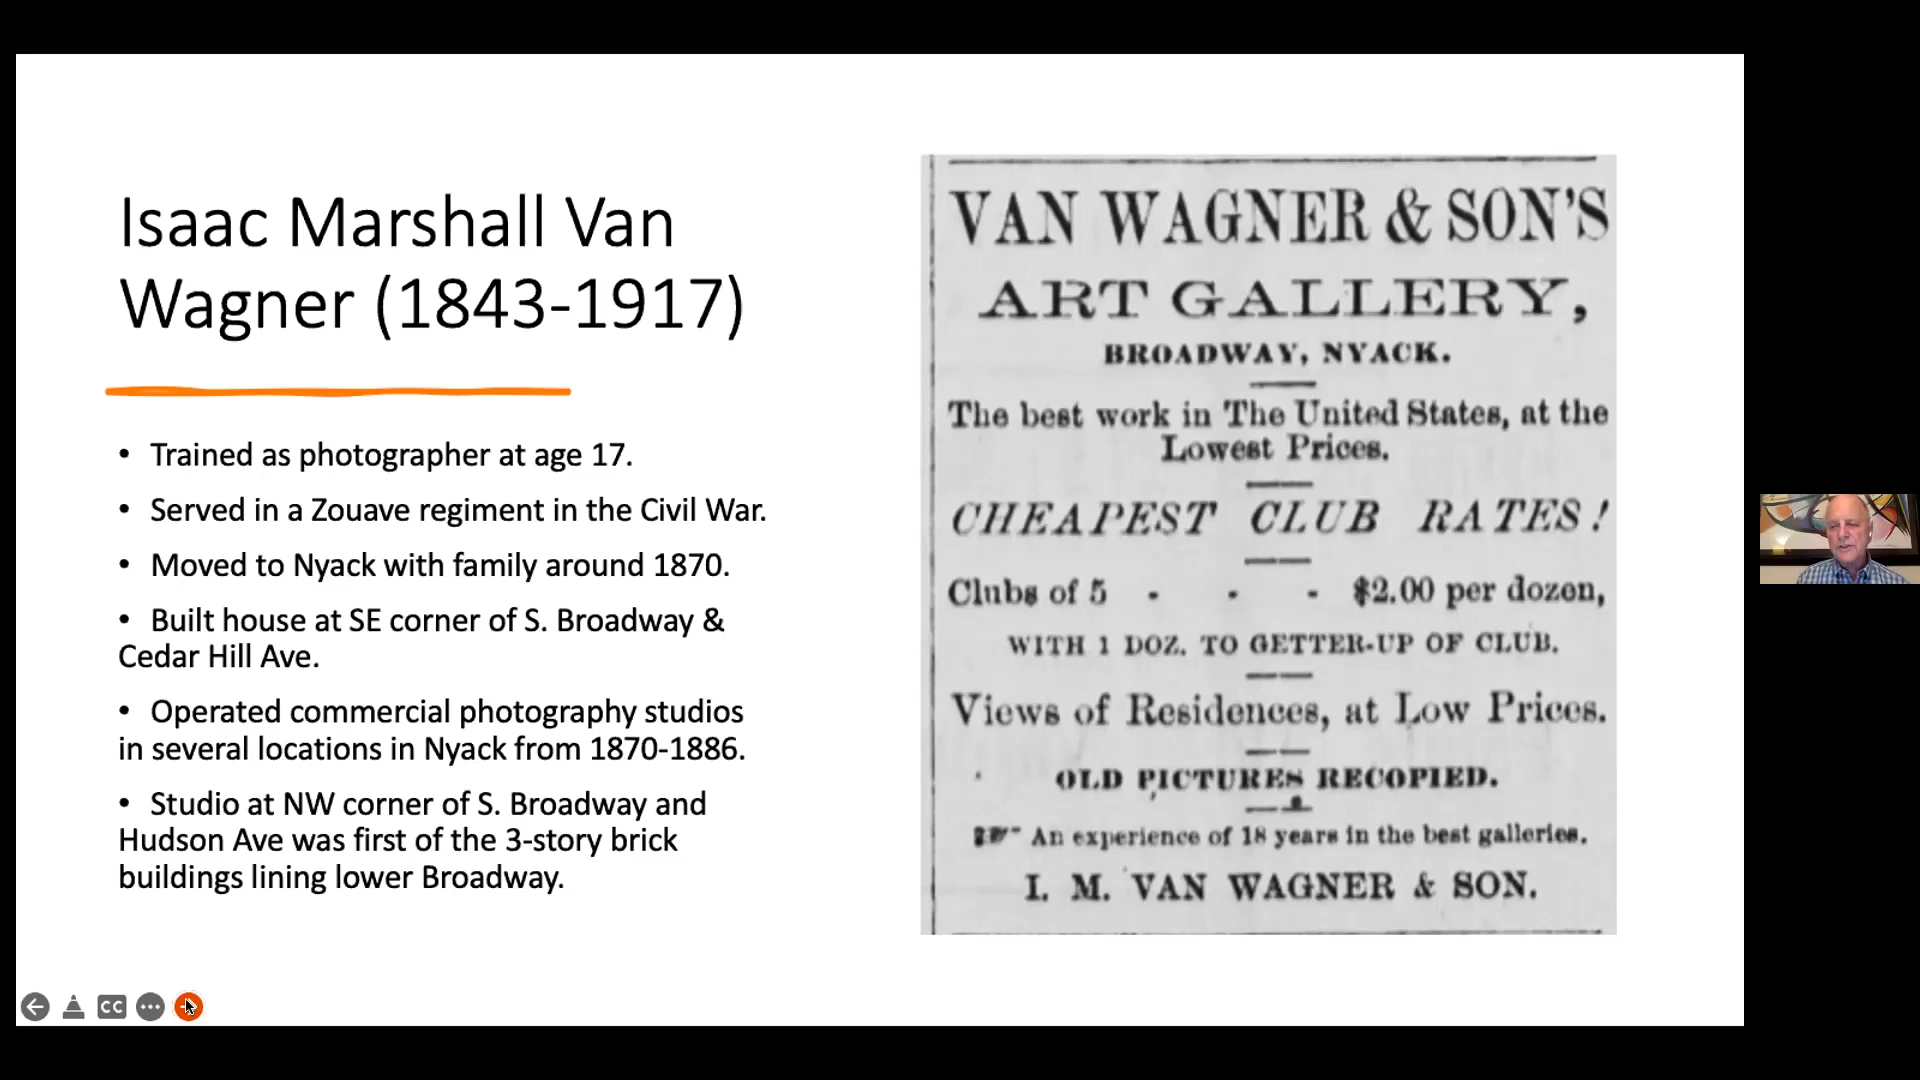 Isaac Marshall Van
Wagner (1843-1917)
• Trained as photographer at age 17.
• Served in a Zouave regiment in the Civil War.
• Moved to Nyack with family around 1870.
• Built house at SE corner of S. Broadway &
Cedar Hill Ave.
• Operated commercial photography studios
in several locations in Nyack from 1870-1886.
• Studio at NW corner of S. Broadway and
Hudson Ave was first of the 3-story brick
buildings lining lower Broadway.
VAN WAGNER & SON'S
ART GALLERY,
BROADWAY, NYACK.
The best work in The United States, at the
Lowest Prices.
CHEAPEST CLUB RATES!
Clubs of 5 - - - $2.00 per dozen,
WITH 1 DOZ. TO GETTER-UP OF CLUB.
Views of Residences, at Low Prices.
OLD PICTURES RECOPIED.
An experience of 18 years in the best galleries.
I. M. VAN WAGNER & SON.
CC